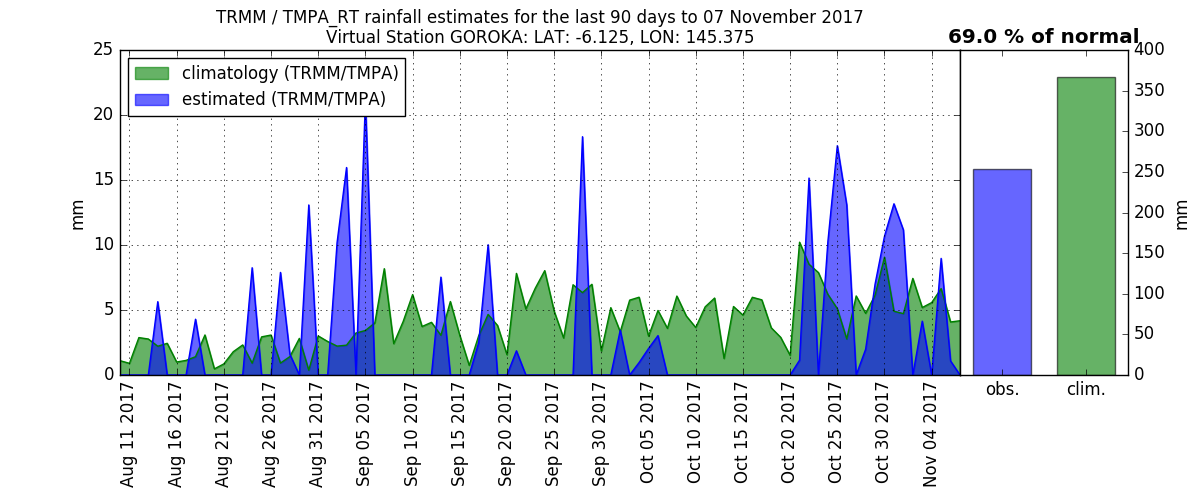 TRMM / TMPA_RT rainfall estimates for the last 90 days to 07 November 2017
Virtual Station GOROKA: LAT: -6.125, LON: 145.375
69.0 % of normal
climatology (TRMM/TMPA)
estimated (TRMM/TMPA)
mm
25
20
15
10
5
0
Aug 11 2017
Aug 16 2017
Aug 21 2017
Aug 26 2017
Aug 31 2017
Sep 05 2017
Sep 10 2017
Sep 15 2017
Sep 20 2017
Sep 25 2017
Sep 30 2017
Oct 05 2017
Oct 10 2017
Oct 15 2017
Oct 20 2017
Oct 25 2017
Oct 30 2017
Nov 04 2017
obs.
clim.
400
350
300
250
200
150
100
50
0
mm